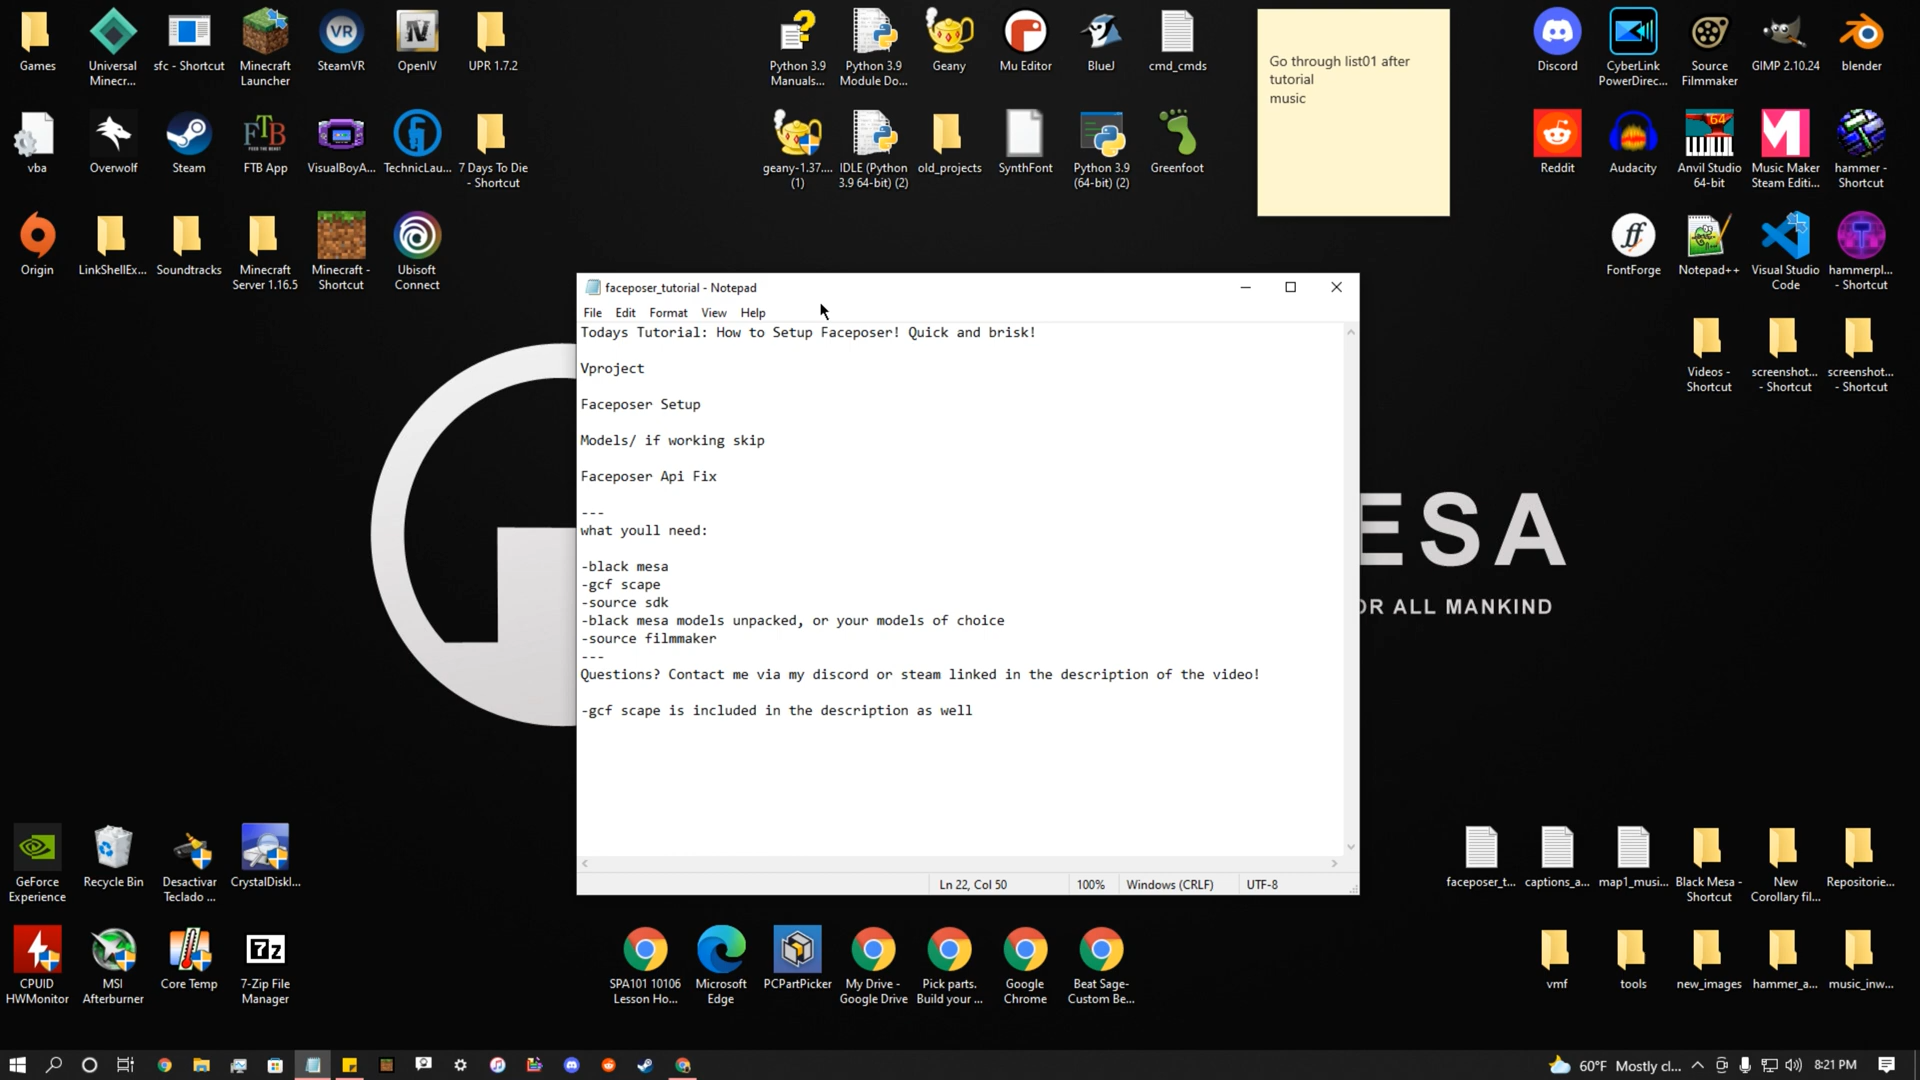 Games
Universal
Minecr...
sfc - Shortcut
Minecraft
Launcher
SteamVR
OpenIV
UPR 1.7.2
Python 3.9
Manuals...
Python 3.9
Module Do...
Geany
Mu Editor
BlueJ
cmd_cmds
Go through list01 after
tutorial
music
Discord
CyberLink
PowerDirec...
Source
Filmmaker
GIMP 2.10.24
blender
vba
Overwolf
Steam
FTB App
VisualBoyA...
TechnicLau...
7 Days To Die
- Shortcut
geany-1.37....
(1)
IDLE (Python
3.9 64-bit) (2)
old_projects
SynthFont
Python 3.9
(64-bit) (2)
Greenfoot
Reddit
Audacity
Anvil Studio
64-bit
Music Maker
Steam Editi...
hammer -
Shortcut
Origin
LinkShellEx...
Soundtracks
Minecraft
Server 1.16.5
Minecraft -
Shortcut
Ubisoft
Connect
FontForge
Notepad++
Visual Studio
Code
hammerpl...
- Shortcut
Videos -
Shortcut
screenshot...
- Shortcut
screenshot...
- Shortcut
faceposer_tutorial - Notepad
File Edit Format View Help
Todays Tutorial: How to Setup Faceposer! Quick and brisk!
Vproject
Faceposer Setup
Models/ if working skip
Faceposer Api Fix
---
what youll need:
-black mesa
-gcf scape
-source sdk
-black mesa models unpacked, or your models of choice
-source filmmaker
---
Questions? Contact me via my discord or steam linked in the description of the video!
-gcf scape is included in the description as well
Ln 22, Col 50
100%
Windows (CRLF)
UTF-8
ESA
OR ALL MANKIND
GeForce
Experience
Recycle Bin
Desactivar
Teclado ...
CrystalDiskI...
faceposer_t...
captions_a...
map1_musi...
Black Mesa -
Shortcut
New
Corollary fil...
Repositorie...
CPUID
HWMonitor
MSI
Afterburner
Core Temp
7-Zip File
Manager
SPA101 10106
Lesson Ho...
Microsoft
Edge
PCPartPicker
My Drive -
Google Drive
Pick parts.
Build your ...
Google
Chrome
Beat Sage-
Custom Be...
vmf
tools
new_images
hammer_a...
music_inw...
60°F Mostly cl...
8:21 PM